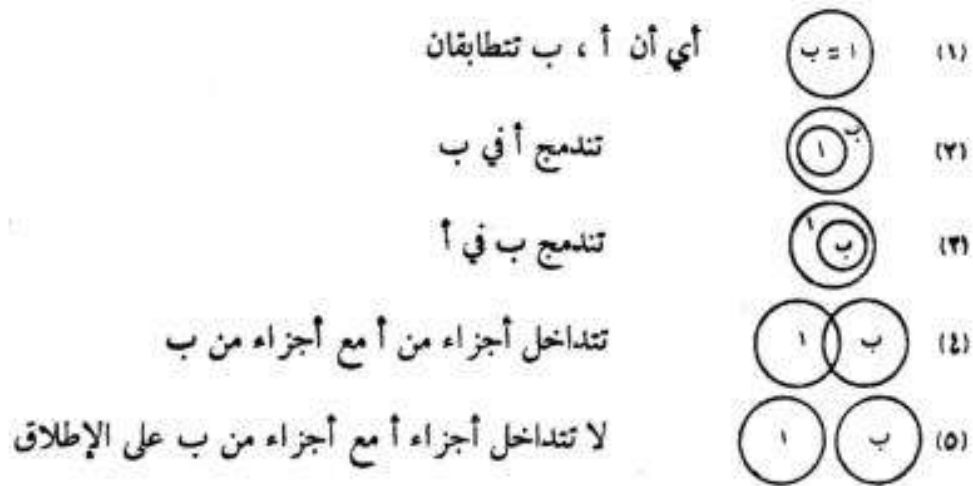 (١) ا = ب أي أن أ ، ب تتطابقان
(٢) ب ا تندمج أ في ب
(٣) ا ب تندمج ب في أ
(٤) ب ا تتداخل أجزاء من أ مع أجزاء من ب
(٥) ب ا لا تتداخل أجزاء أ مع أجزاء من ب على الإطلاق